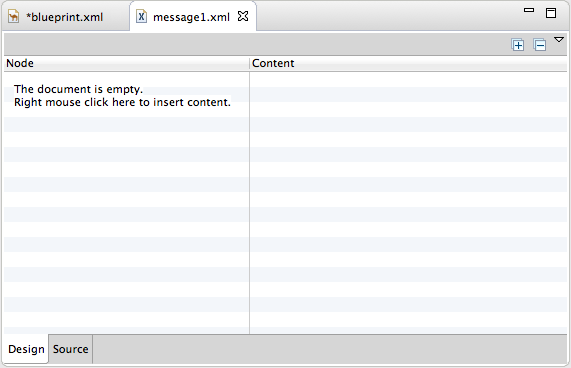 *blueprint.xml message1.xml
Node Content
The document is empty.
Right mouse click here to insert content.
Design Source